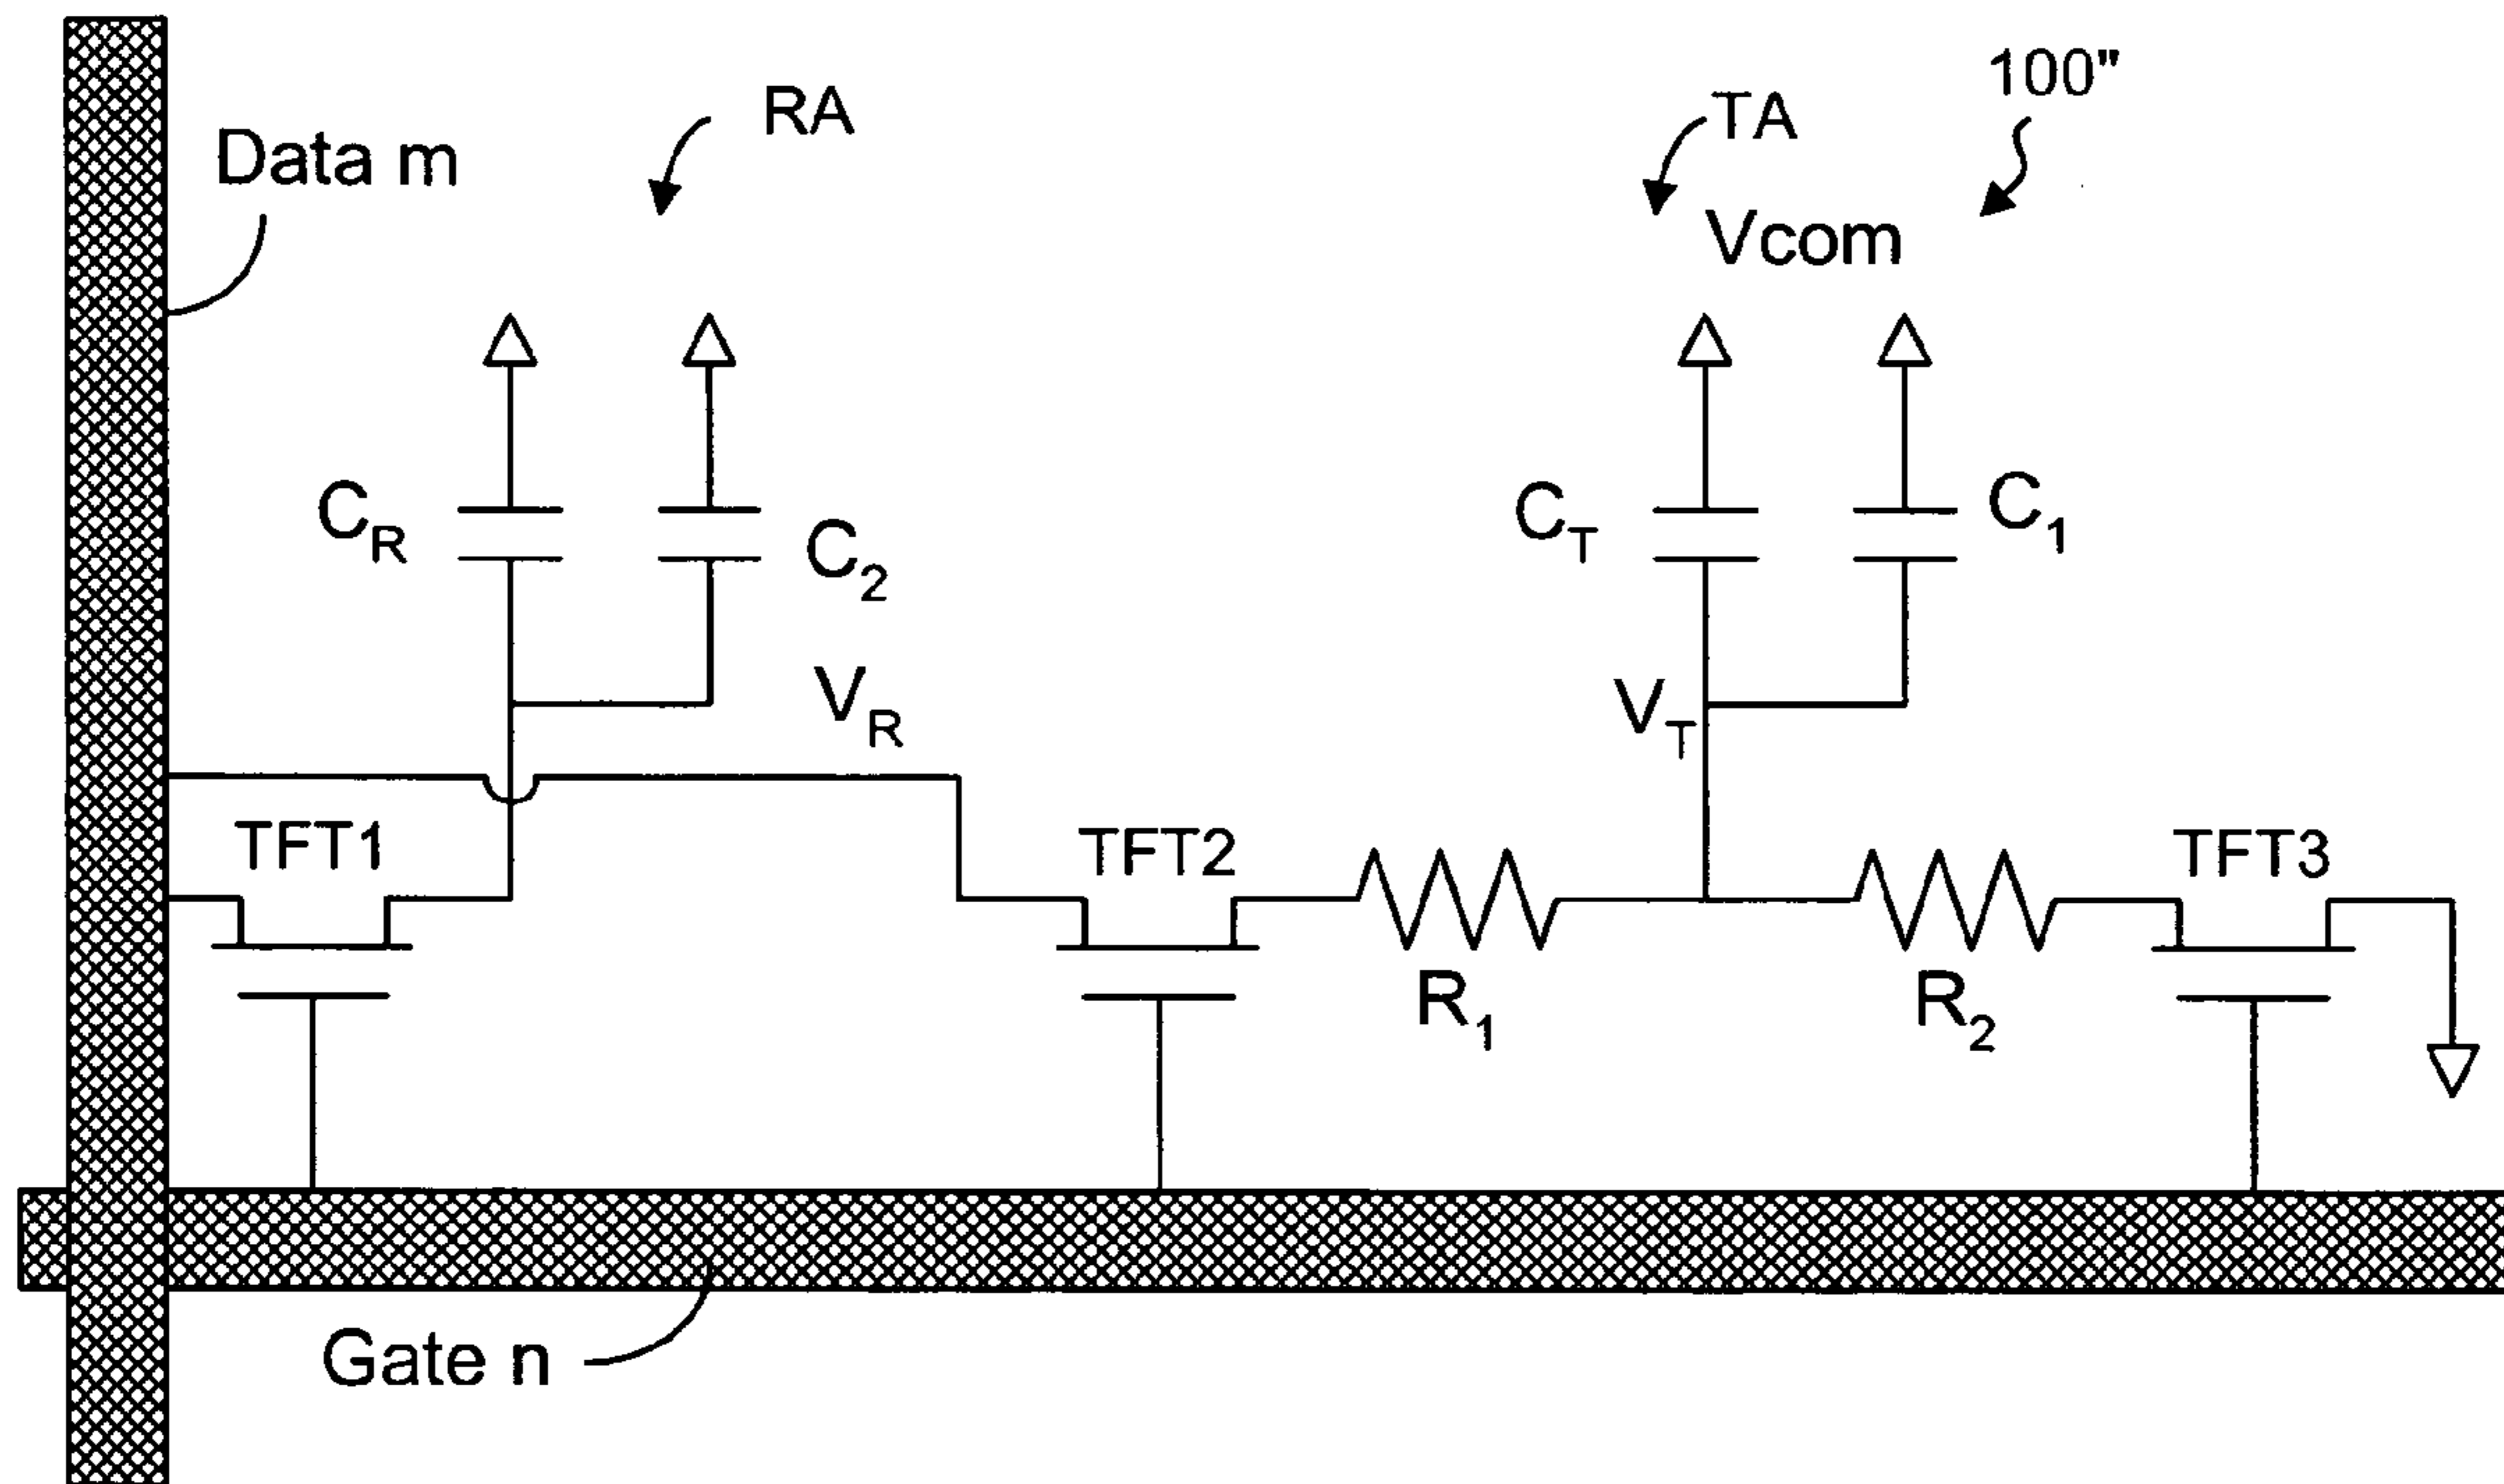 100"
RA
TA
Data m
Vcom
C_R
C_2
C_T
C_1
V_R
V_T
TFT1
TFT2
TFT3
R_1
R_2
Gate n